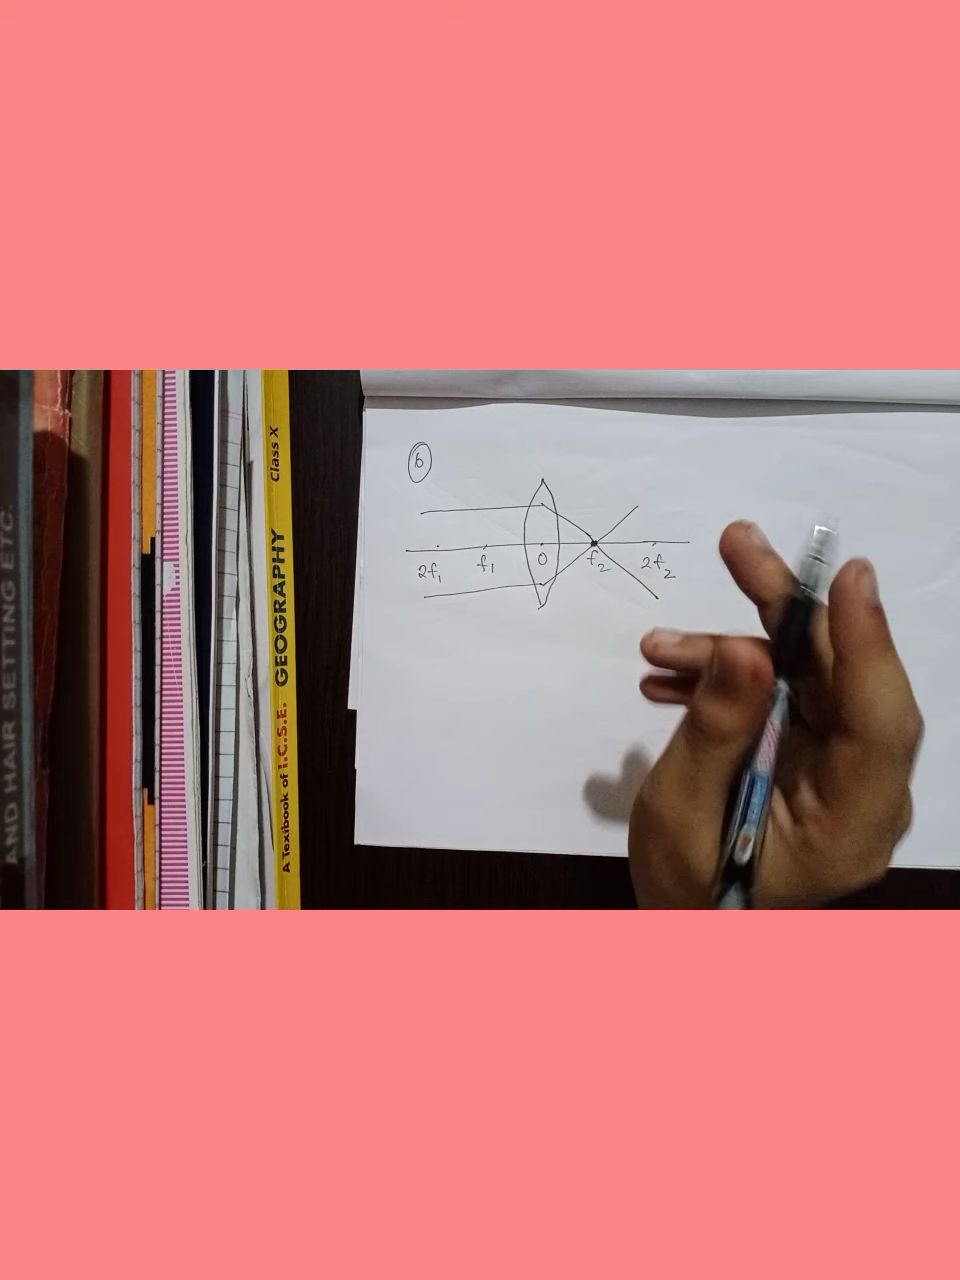 AND HAIR SETTING ETC.
A Textbook of I.C.S.E. GEOGRAPHY Class X
6
2f₁ f₁ O f₂ 2f₂